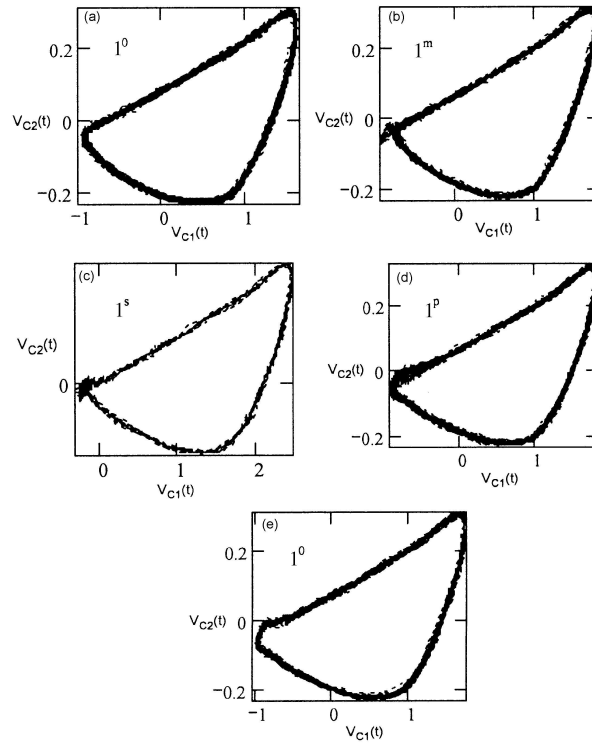 (a)
1⁰
0.2
V_C2(t)
0
−0.2
−1 0 1
V_C1(t)
(b)
1ᵐ
0.2
V_C2(t)
0
−0.2
0 1
V_C1(t)
(c)
1ˢ
V_C2(t)
0
0 1 2
V_C1(t)
(d)
1ᵖ
0.2
V_C2(t)
0
−0.2
0 1
V_C1(t)
(e)
1⁰
0.2
V_C2(t)
0
−0.2
−1 0 1
V_C1(t)